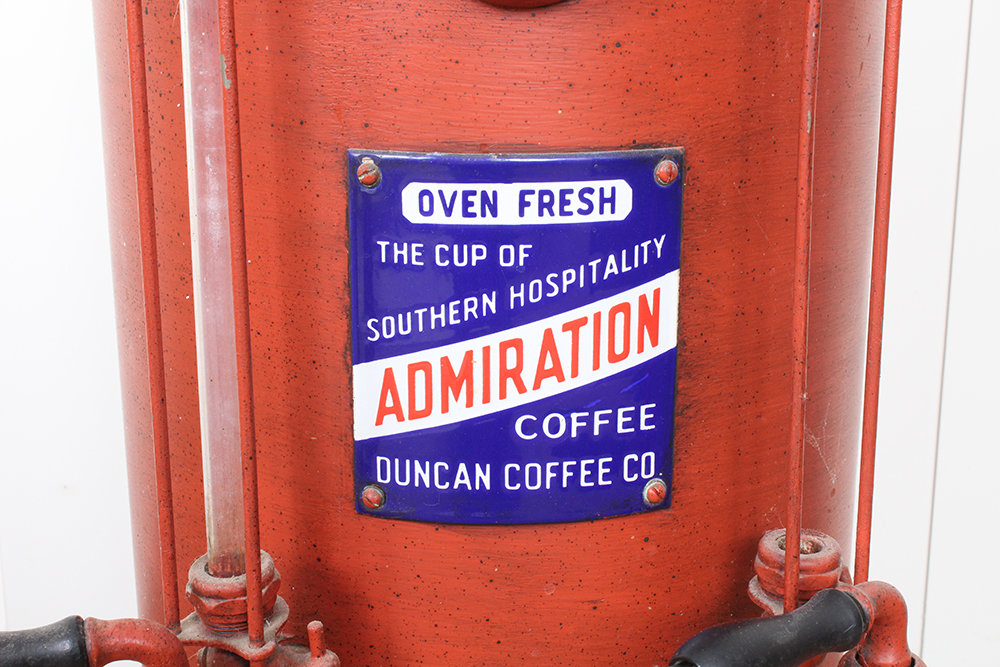 OVEN FRESH
THE CUP OF
SOUTHERN HOSPITALITY
ADMIRATION
COFFEE
DUNCAN COFFEE CO.